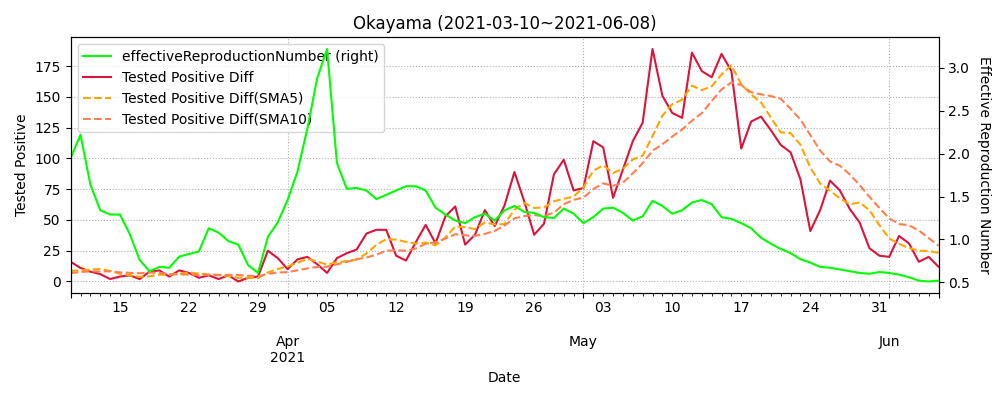 Okayama (2021-03-10~2021-06-08)
effectiveReproductionNumber (right)
Tested Positive Diff
Tested Positive Diff(SMA5)
Tested Positive Diff(SMA10)
Tested Positive
175
150
125
100
75
50
25
0
3.0
2.5
2.0
1.5
1.0
0.5
Effective Reproduction Number
15 22 29 05 12 19 26 03 10 17 24 31
Apr May Jun
2021
Date